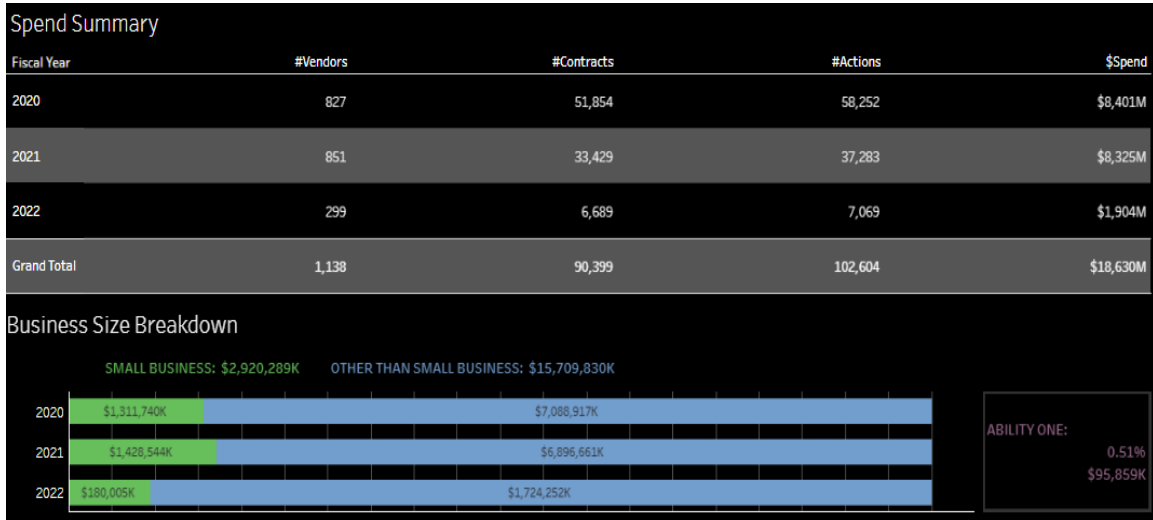 Spend Summary
Fiscal Year #Vendors #Contracts #Actions $Spend
2020 827 51,854 58,252 $8,401M
2021 851 33,429 37,283 $8,325M
2022 299 6,689 7,069 $1,904M
Grand Total 1,138 90,399 102,604 $18,630M
Business Size Breakdown
SMALL BUSINESS: $2,920,289K OTHER THAN SMALL BUSINESS: $15,709,830K
2020 $1,311,740K $7,088,917K
ABILITY ONE:
2021 $1,428,544K $6,896,661K 0.51%
$95,859K
2022 $180,005K $1,724,252K